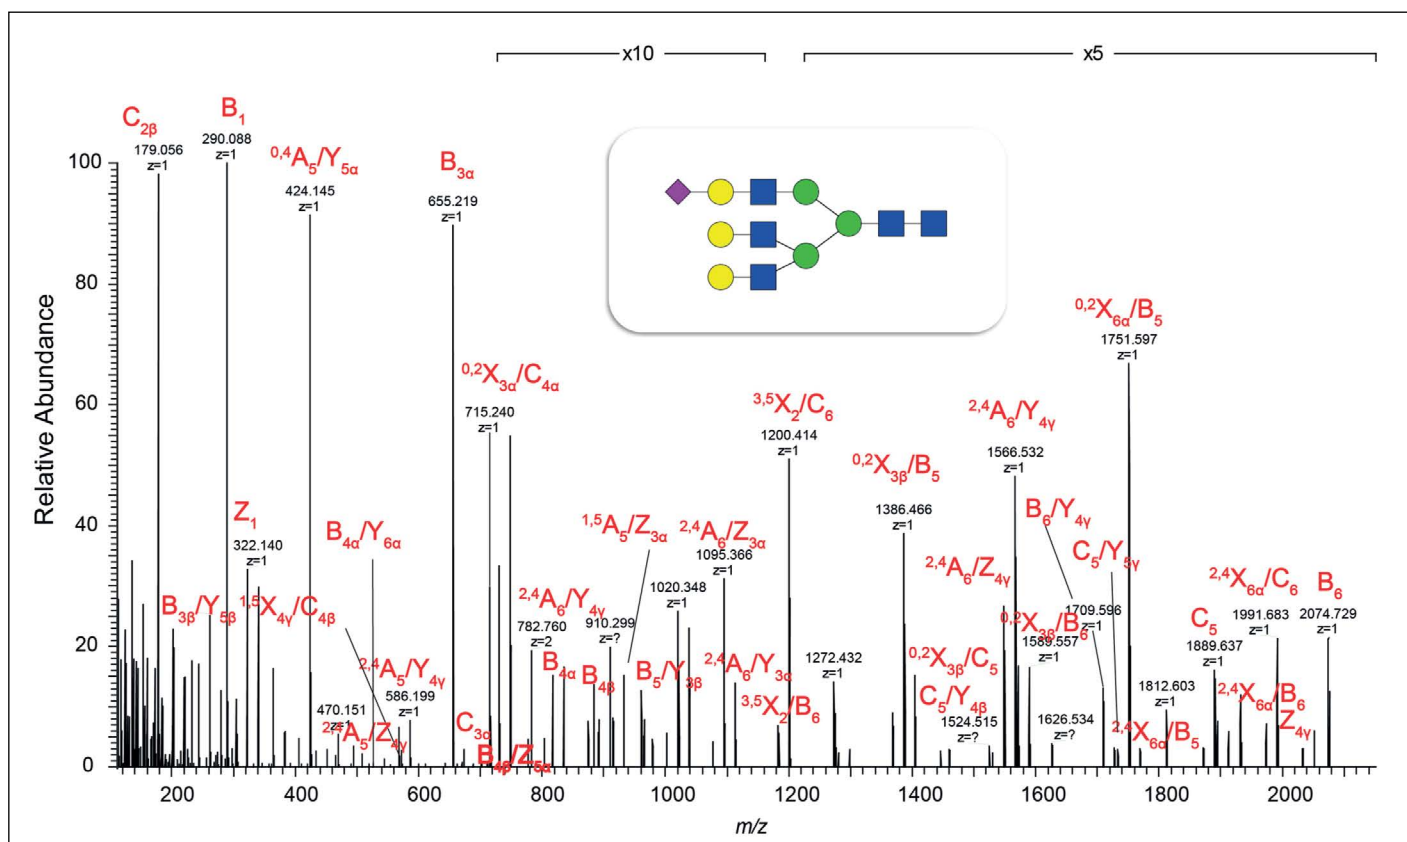 x10
x5
C2β
179.056
z=1
B1
290.088
z=1
0,4A5/Y5α
424.145
z=1
B3α
655.219
z=1
0,2X3α/C4α
715.240
z=1
3,5X2/C6
1200.414
z=1
0,2X3β/B5
1386.466
z=1
2,4A6/Y4γ
1566.532
z=1
0,2X6α/B5
1751.597
z=1
Z1
322.140
z=1
B4α/Y6α
1,5A5/Z3α
2,4A6/Z3α
1095.366
z=1
B6/Y4γ
C5/Y5γ
B3β/Y5β
1,5X4γ/C4β
2,4A6/Y4γ
782.760
z=2
910.299
z=?
1020.348
z=1
2,4A6/Z4γ
1709.596
z=1
0,2X3β/B6
1589.557
z=1
C5
1889.637
z=1
2,4X6α/C6
1991.683
z=1
B6
2074.729
z=1
2,4A5/Y4γ
586.199
z=1
B4α
B4β
B5/Y3β
2,4A6/Y3α
1272.432
z=1
0,2X3β/C5
470.151
z=1
2,4A5/Z4γ
C3α
B4β/Z5α
3,5X2/B6
C5/Y4β
1524.515
z=?
1626.534
z=?
1812.603
z=1
2,4X6α/B5
2,4X6α/B6
Z4γ
Relative Abundance
100
80
60
40
20
0
200 400 600 800 1000 1200 1400 1600 1800 2000
m/z